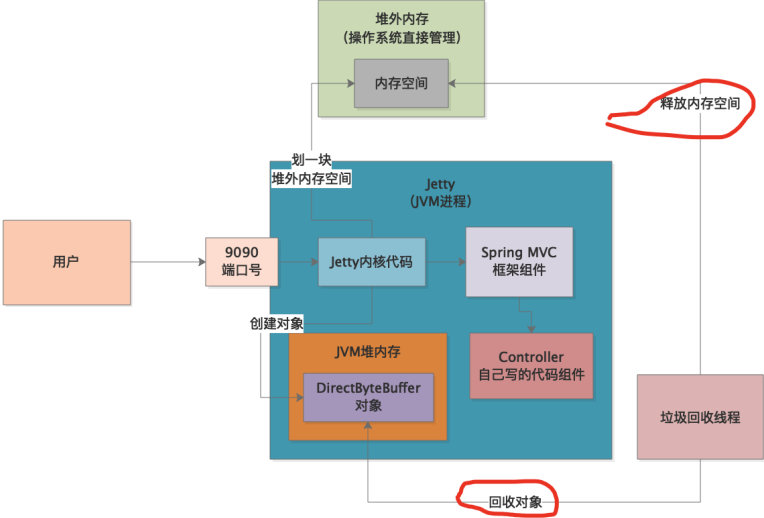 堆外内存
（操作系统直接管理）
内存空间
释放内存空间
划一块
堆外内存空间
Jetty
（JVM进程）
用户
9090
端口号
Jetty内核代码
Spring MVC
框架组件
创建对象
JVM堆内存
DirectByteBuffer
对象
Controller
自己写的代码组件
垃圾回收线程
回收对象